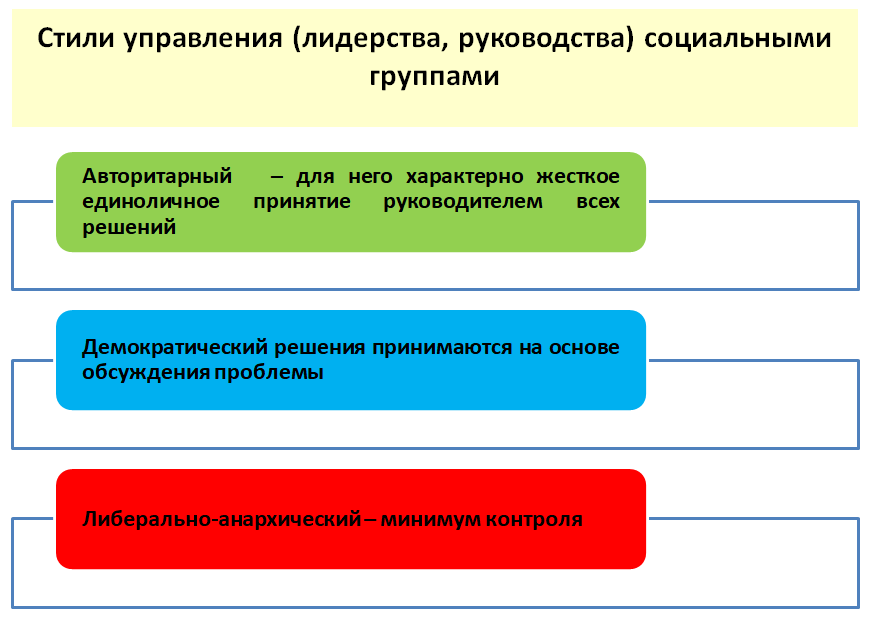 Стили управления (лидерства, руководства) социальными
группами
Авторитарный – для него характерно жесткое
единоличное принятие руководителем всех
решений
Демократический решения принимаются на основе
обсуждения проблемы
Либерально-анархический – минимум контроля